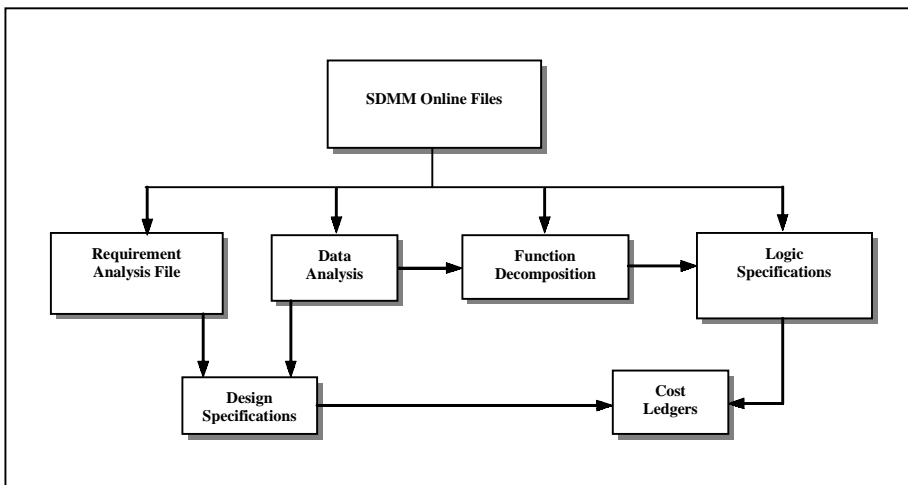 SDMM Online Files
Requirement
Analysis File
Data
Analysis
Function
Decomposition
Logic
Specifications
Design
Specifications
Cost
Ledgers